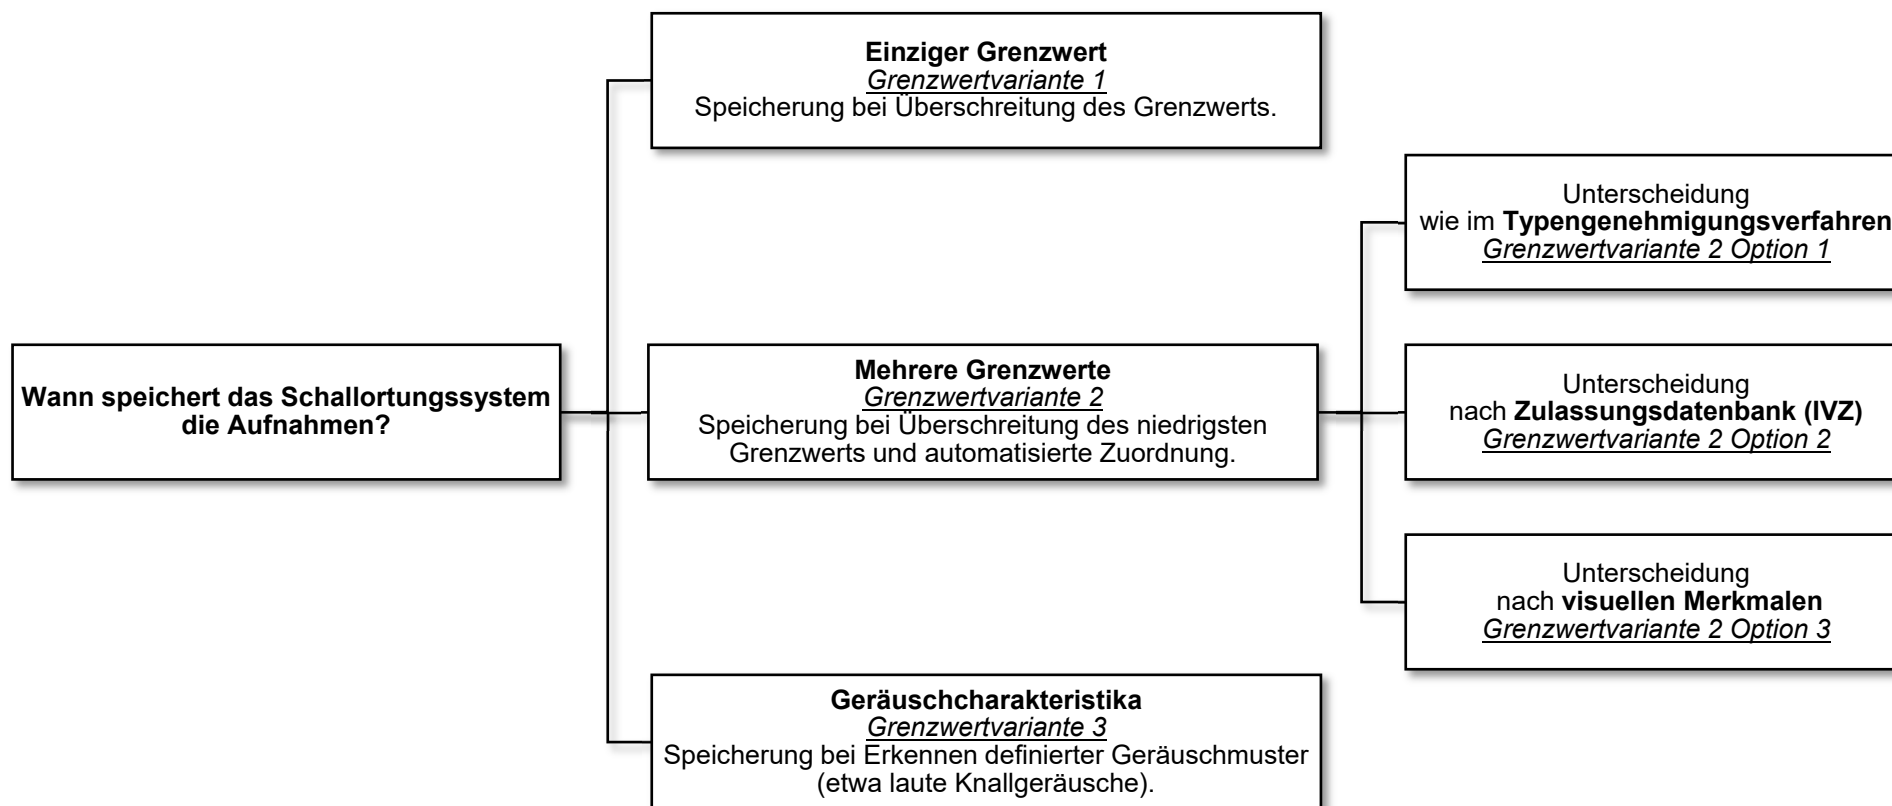 Wann speichert das Schallortungssystem
die Aufnahmen?
Einziger Grenzwert
Grenzwertvariante 1
Speicherung bei Überschreitung des Grenzwerts.
Mehrere Grenzwerte
Grenzwertvariante 2
Speicherung bei Überschreitung des niedrigsten
Grenzwerts und automatisierte Zuordnung.
Unterscheidung
wie im Typengenehmigungsverfahren
Grenzwertvariante 2 Option 1
Unterscheidung
nach Zulassungsdatenbank (IVZ)
Grenzwertvariante 2 Option 2
Unterscheidung
nach visuellen Merkmalen
Grenzwertvariante 2 Option 3
Geräuschcharakteristika
Grenzwertvariante 3
Speicherung bei Erkennen definierter Geräuschmuster
(etwa laute Knallgeräusche).